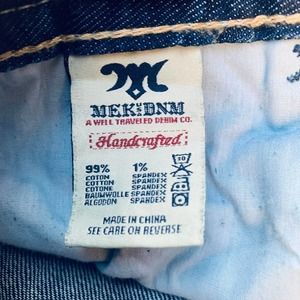 M
MEK DNM
A WELL TRAVELED DENIM CO.
Handcrafted
99% 1%
COTON SPANDEX
COTTON SPANDEX
COTONE SPANDEX
BAUMWOLLE SPANDEX
ALGODON SPANDEX
MADE IN CHINA
SEE CARE ON REVERSE